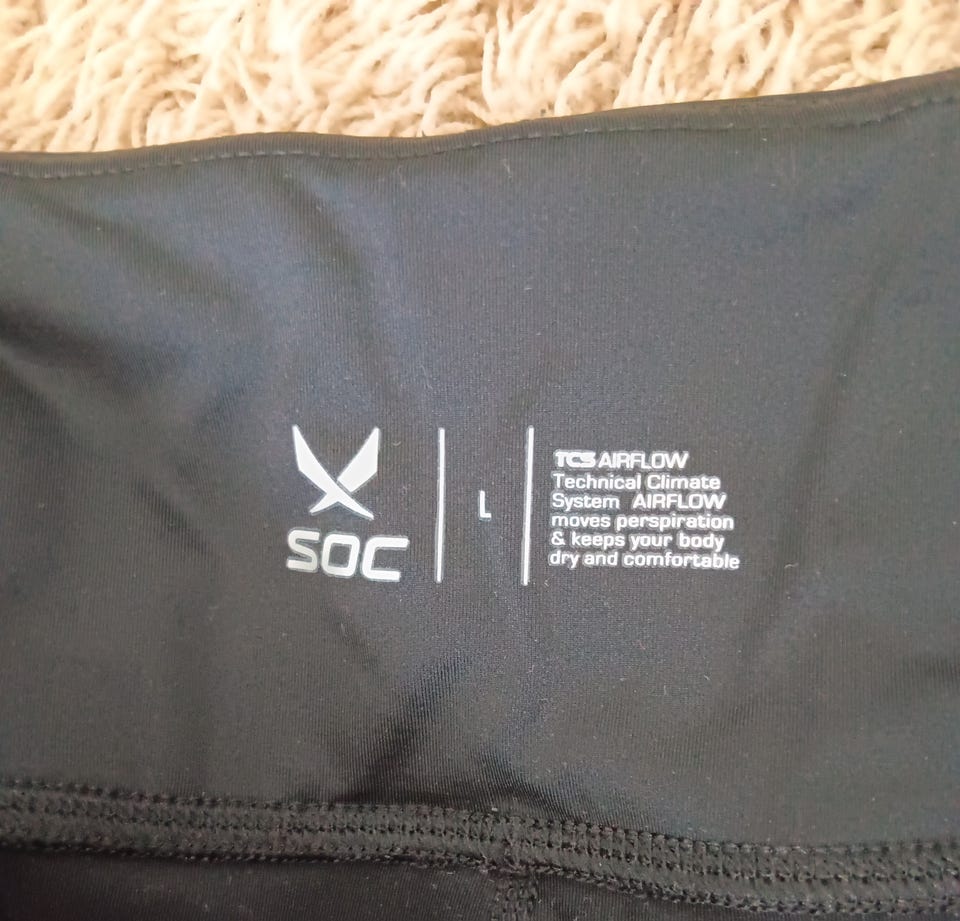 SOC
L
TCS AIRFLOW
Technical Climate
System AIRFLOW
moves perspiration
& keeps your body
dry and comfortable